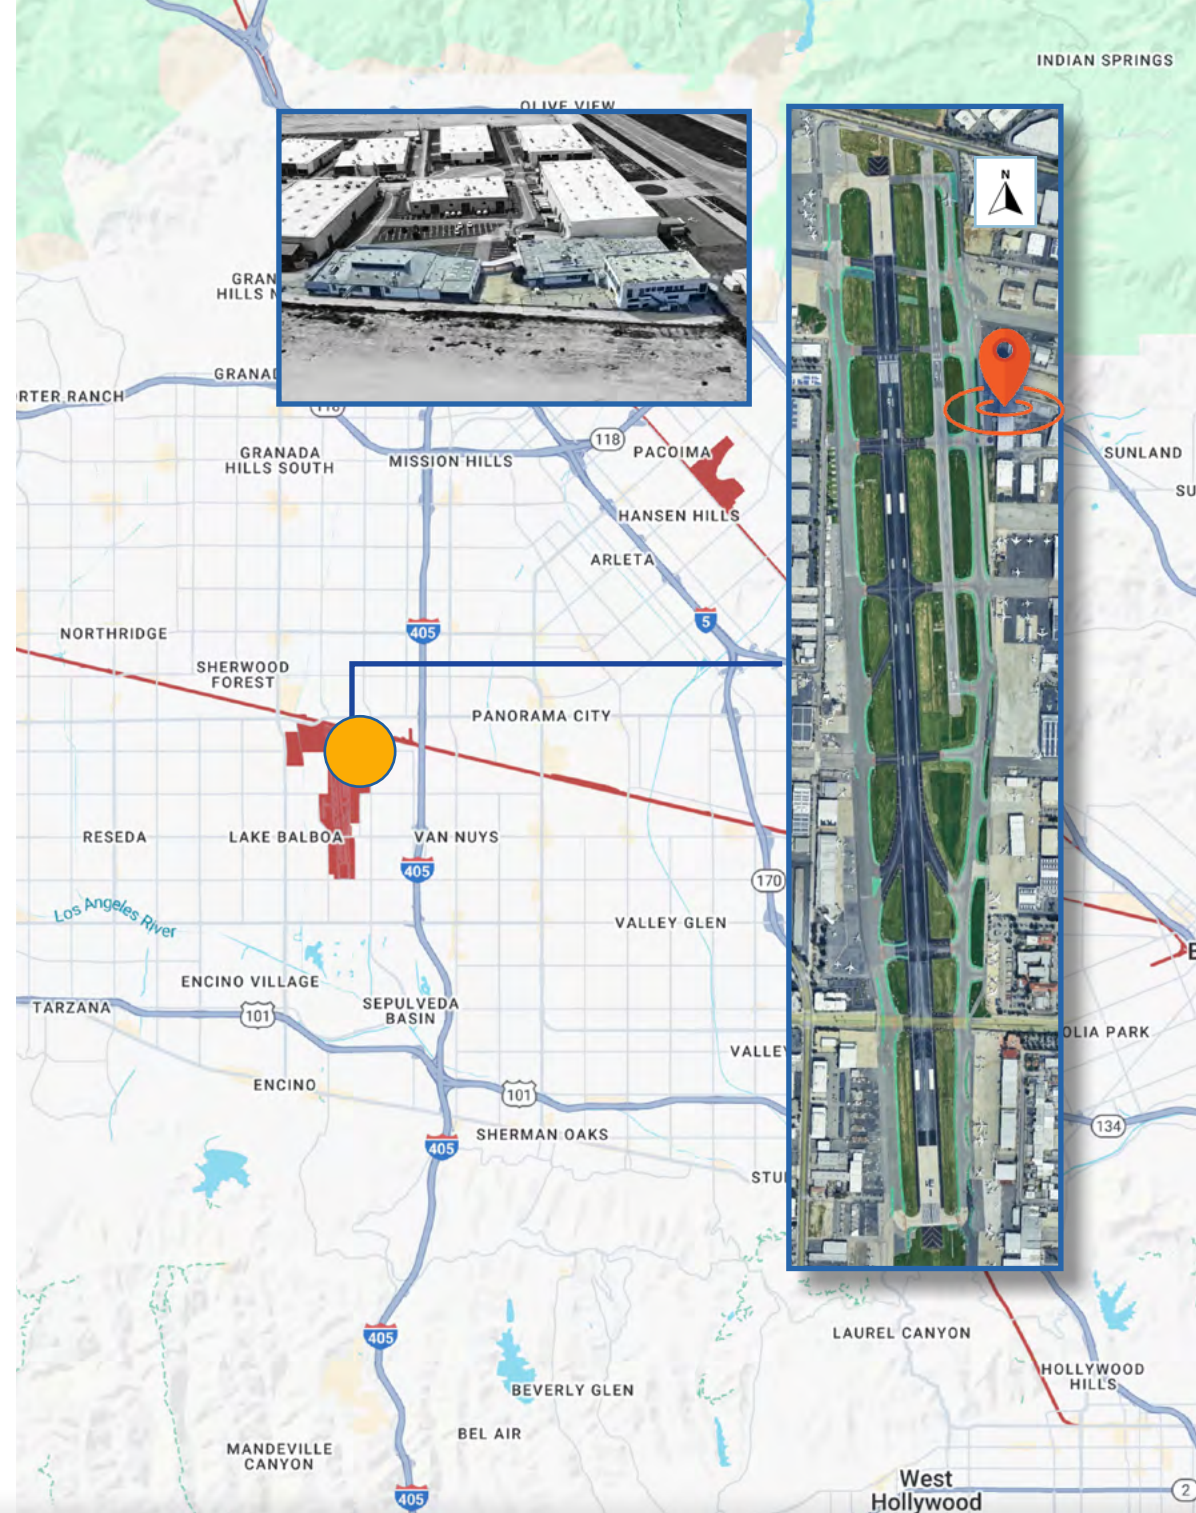 INDIAN SPRINGS
OLIVE VIEW
N
GRAN
HILLS N
GRANAD
RTER RANCH
118
118
PACOIMA
SUNLAND
GRANADA
HILLS SOUTH
MISSION HILLS
SU
HANSEN HILLS
ARLETA
5
405
NORTHRIDGE
SHERWOOD
FOREST
PANORAMA CITY
RESEDA
LAKE BALBOA
VAN NUYS
405
170
Los Angeles River
VALLEY GLEN
ENCINO VILLAGE
TARZANA
101
SEPULVEDA
BASIN
OLIA PARK
VALLEY
ENCINO
101
134
SHERMAN OAKS
405
STU
LAUREL CANYON
405
HOLLYWOOD
HILLS
BEVERLY GLEN
BEL AIR
MANDEVILLE
CANYON
West
Hollywood
2
405